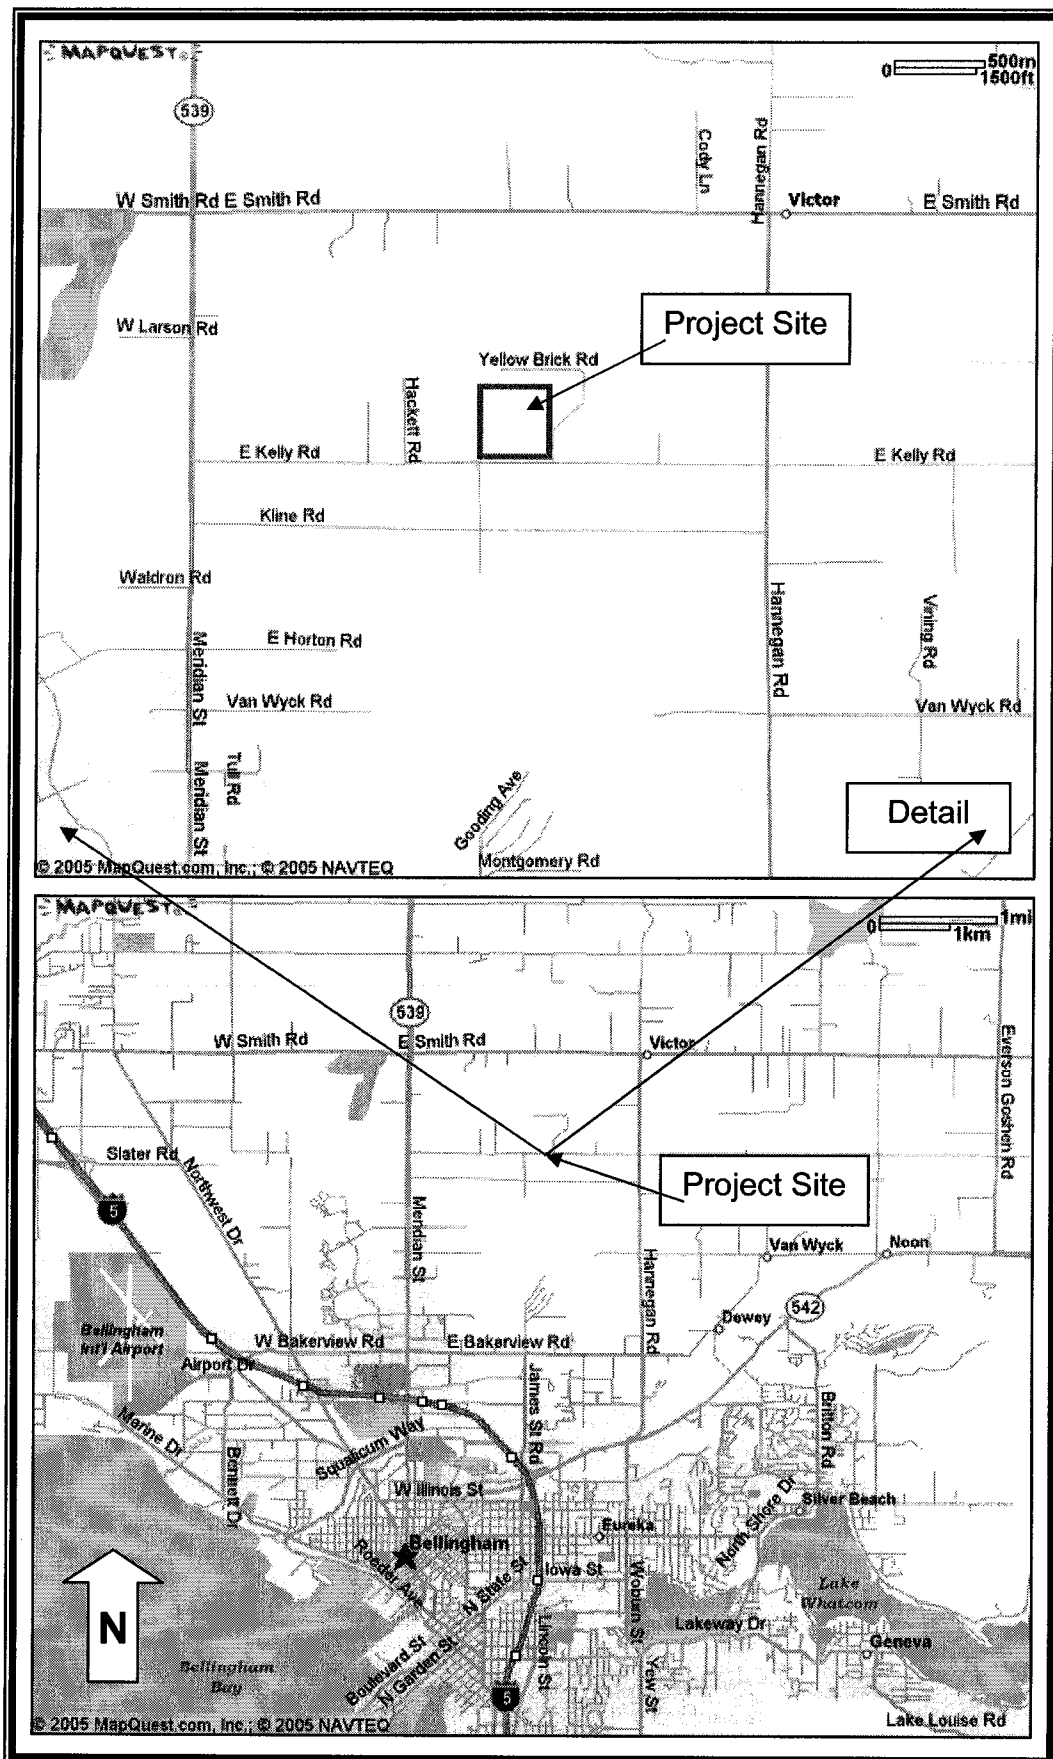 MAPQUEST
500m
0
1500ft
539
Cody Ln
Hannegan Rd
W Smith Rd
E Smith Rd
Victor
E Smith Rd
Project Site
W Larson Rd
Yellow Brick Rd
Hackett Rd
E Kelly Rd
E Kelly Rd
Kline Rd
Waldron Rd
Hannegan Rd
Vining Rd
E Horton Rd
Meridian St
Van Wyck Rd
Van Wyck Rd
Tull Rd
Meridian St
Gooding Ave
Detail
Montgomery Rd
© 2005 MapQuest.com, Inc.; © 2005 NAVTEQ
MAPQUEST
1mi
0
1km
539
W Smith Rd
E Smith Rd
Victor
Everson Goshen Rd
Slater Rd
Northwest Dr
Project Site
5
Meridian St
Hannegan Rd
Van Wyck
Noon
542
Dewey
Bellingham
Int'l Airport
W Bakerview Rd
E Bakerview Rd
Airport Dr
James St Rd
Britton Rd
Marine Dr
Bennett Dr
Squalicum Way
W Illinois St
North Shore Dr
Silver Beach
Eureka
Bellingham
Roeder Ave
N State St
Iowa St
Woburn St
Lake
Whatcom
Lakeway Dr
Lincoln St
Geneva
N
Boulevard St
N Garden St
Yew St
Bellingham
Bay
5
© 2005 MapQuest.com, Inc.; © 2005 NAVTEQ
Lake Louise Rd